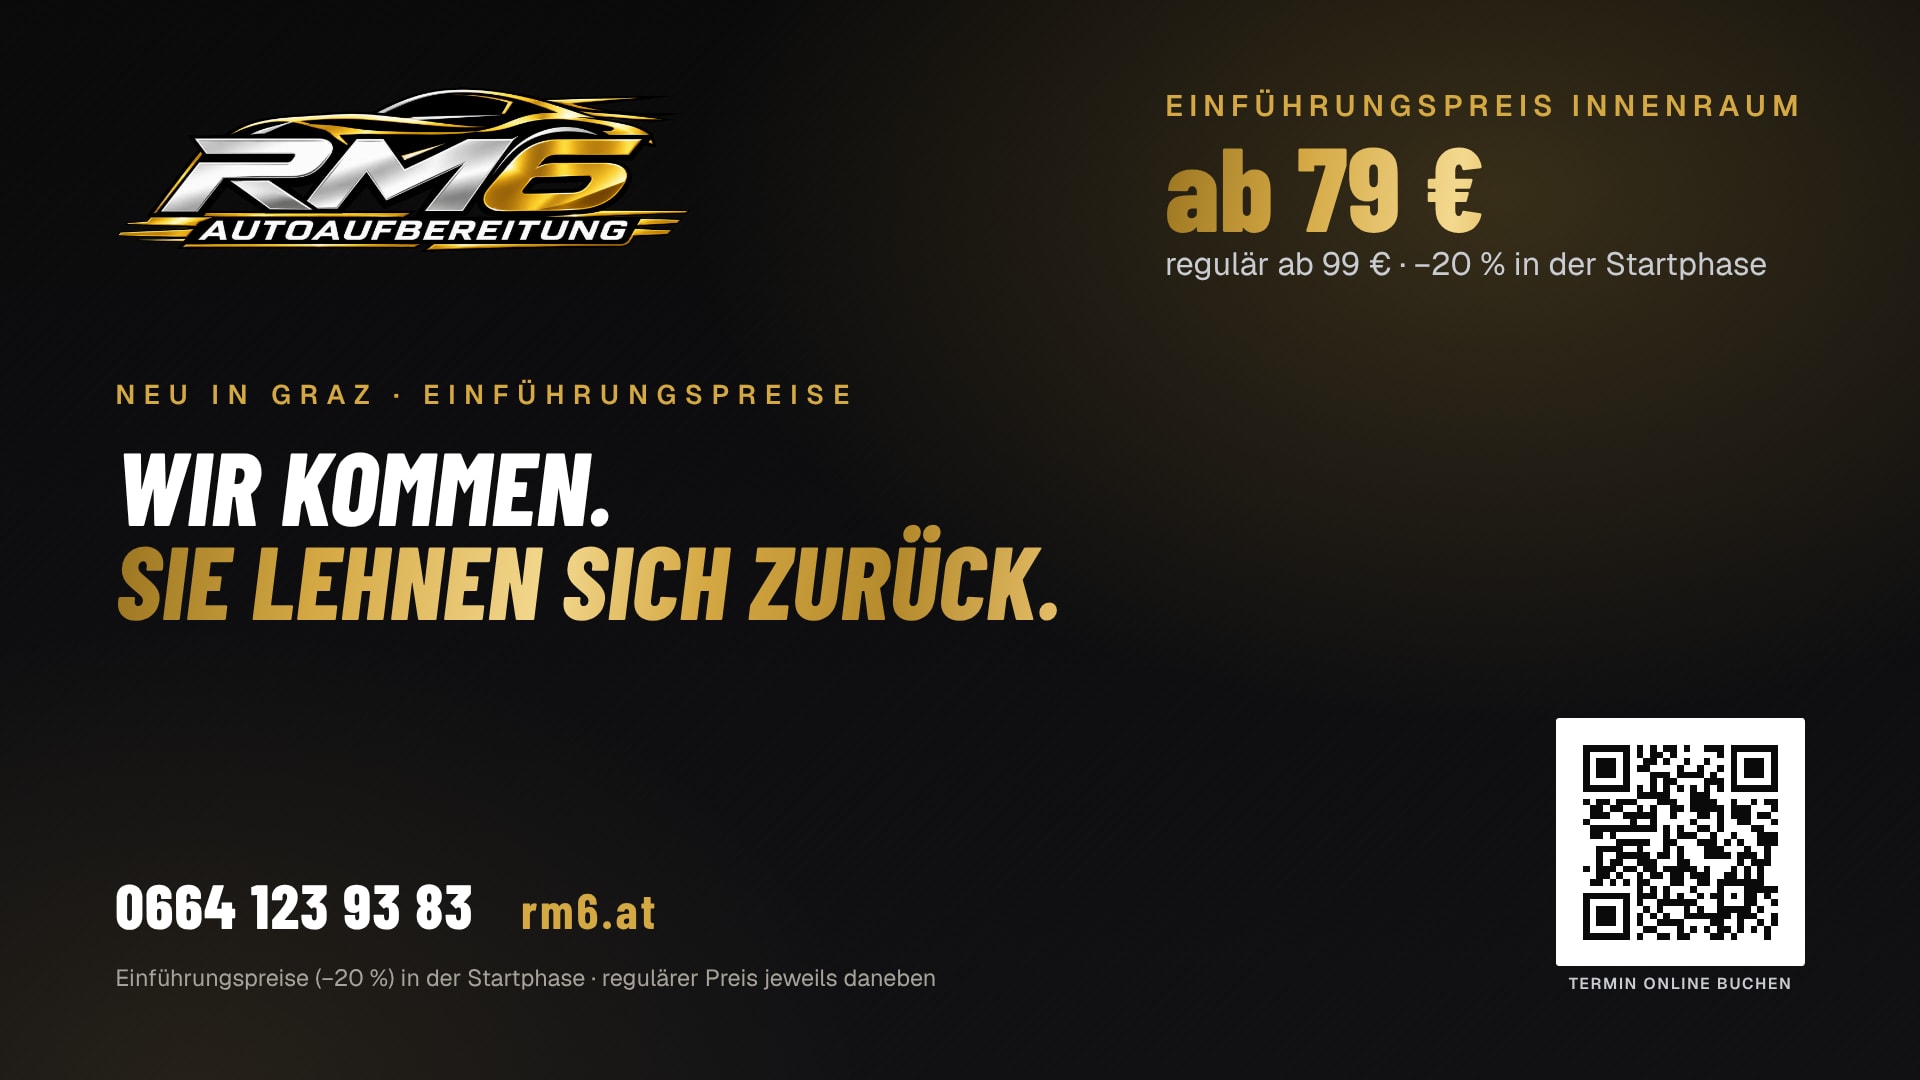 RM6
AUTOAUFBEREITUNG
EINFÜHRUNGSPREIS INNENRAUM
ab 79 €
regulär ab 99 € · –20 % in der Startphase
NEU IN GRAZ · EINFÜHRUNGSPREISE
WIR KOMMEN.
SIE LEHNEN SICH ZURÜCK.
0664 123 93 83 rm6.at
Einführungspreise (–20 %) in der Startphase · regulärer Preis jeweils daneben
TERMIN ONLINE BUCHEN